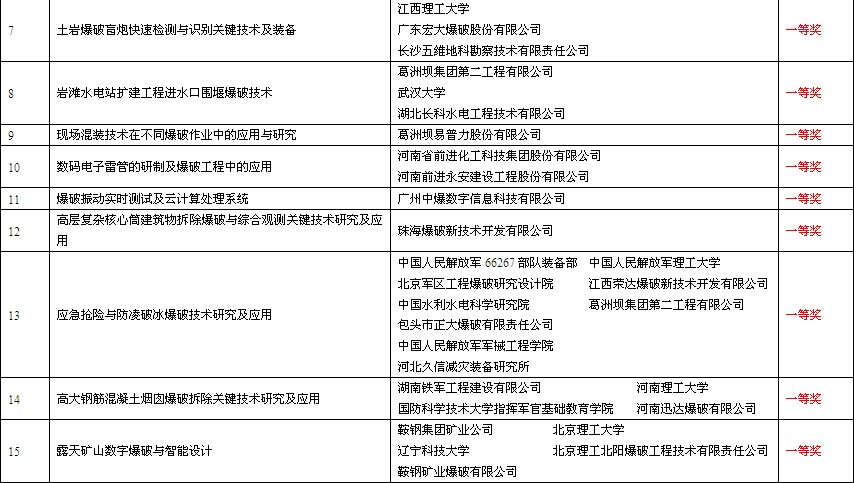 7 土岩爆破盲炮快速检测与识别关键技术及装备 江西理工大学 一等奖
广东宏大爆破股份有限公司
长沙五维地科勘察技术有限责任公司
8 岩滩水电站扩建工程进水口围堰爆破技术 葛洲坝集团第二工程有限公司 一等奖
武汉大学
湖北长科水电工程技术有限公司
9 现场混装技术在不同爆破作业中的应用与研究 葛洲坝易普力股份有限公司 一等奖
10 数码电子雷管的研制及爆破工程中的应用 河南省前进化工科技集团股份有限公司 一等奖
河南前进永安建设工程股份有限公司
11 爆破振动实时测试及云计算处理系统 广州中爆数字信息科技有限公司 一等奖
12 高层复杂核心筒建筑物拆除爆破与综合观测关键技术研究及应
用 珠海爆破新技术开发有限公司 一等奖
13 应急抢险与防凌破冰爆破技术研究及应用 中国人民解放军 66267 部队装备部 中国人民解放军理工大学 一等奖
北京军区工程爆破研究设计院 江西荣达爆破新技术开发有限公司
中国水利水电科学研究院 葛洲坝集团第二工程有限公司
包头市正大爆破有限责任公司
中国人民解放军军械工程学院
河北久信减灾装备研究所
14 高大钢筋混凝土烟囱爆破拆除关键技术研究及应用 湖南铁军工程建设有限公司 河南理工大学 一等奖
国防科学技术大学指挥军官基础教育学院 河南迅达爆破有限公司
15 露天矿山数字爆破与智能设计 鞍钢集团矿业公司 北京理工大学 一等奖
辽宁科技大学 北京理工北阳爆破工程技术有限责任公司
鞍钢矿业爆破有限公司